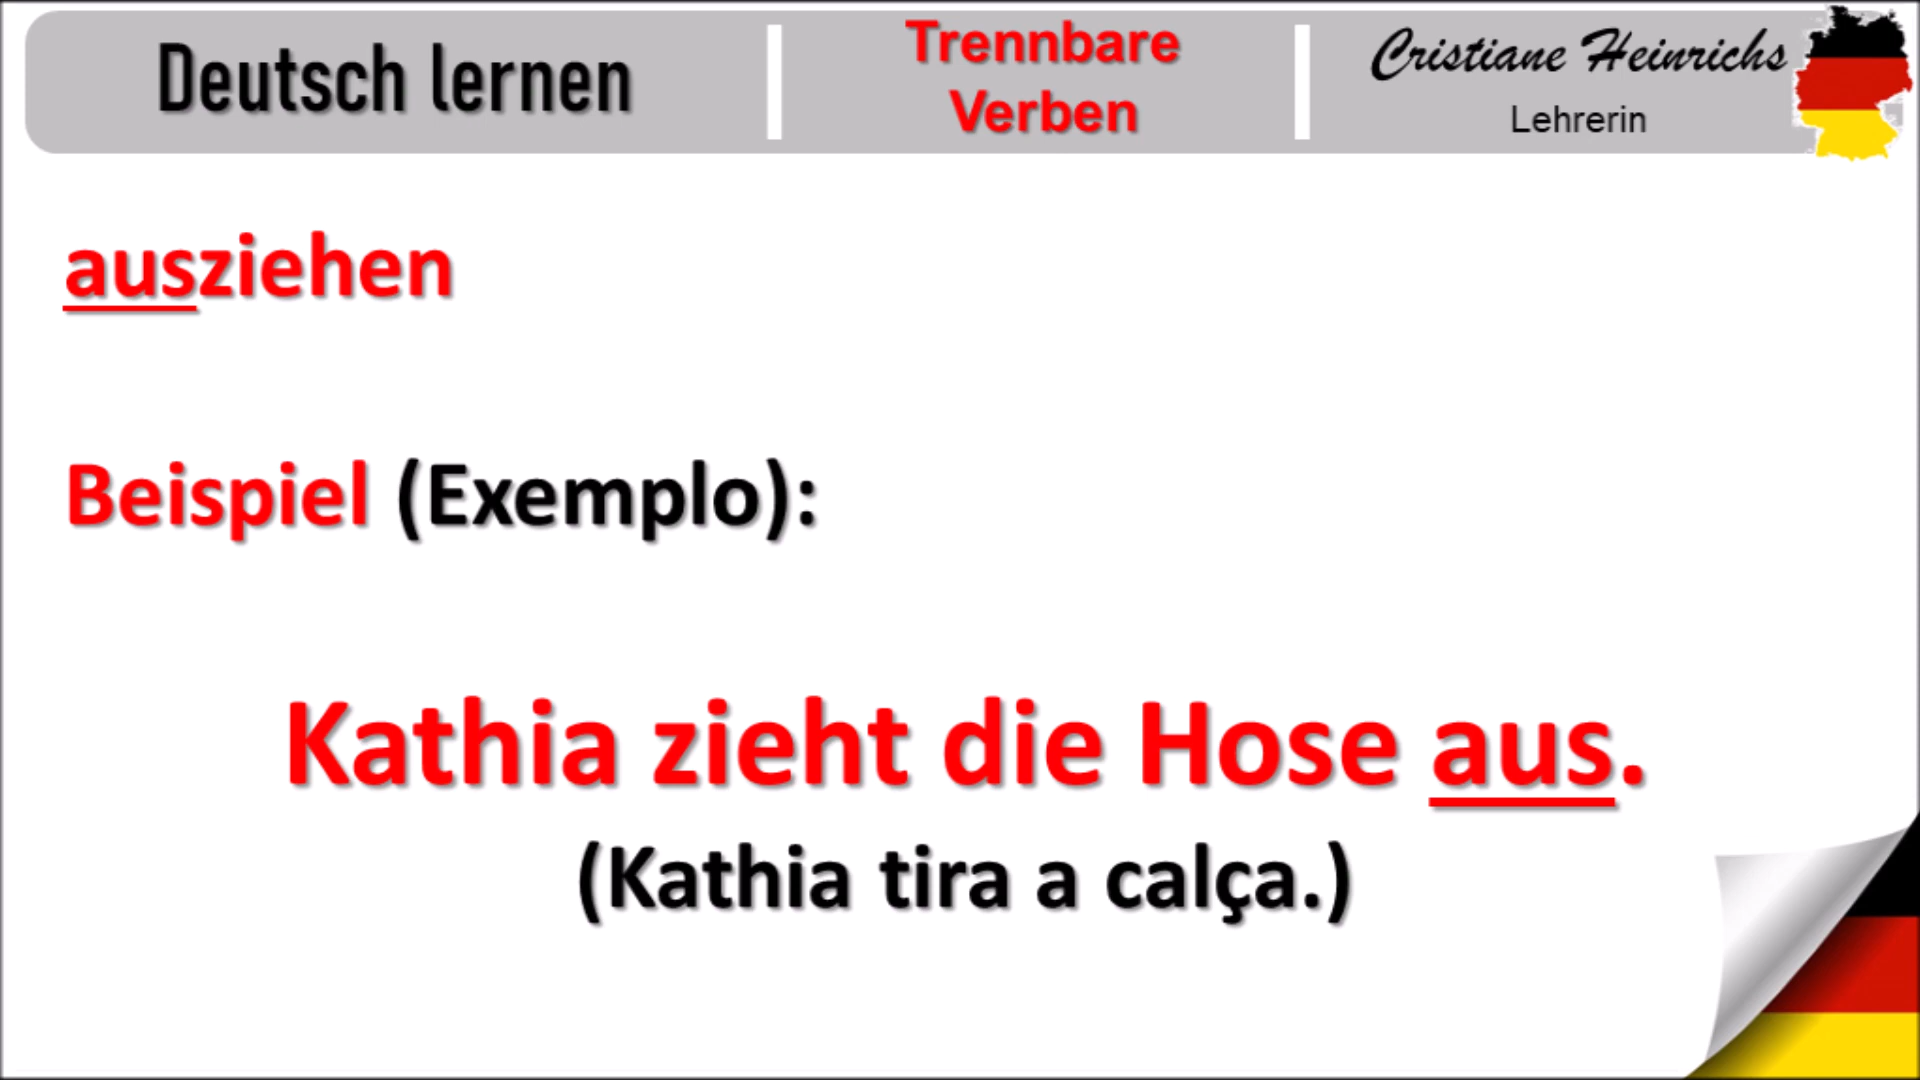 Deutsch lernen
Trennbare
Verben
Cristiane Heinrichs
Lehrerin
ausziehen
Beispiel (Exemplo):
Kathia zieht die Hose aus.
(Kathia tira a calça.)